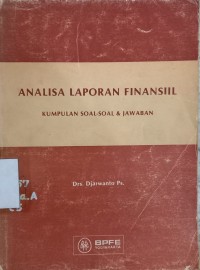 ANALISA LAPORAN FINANSIIL
KUMPULAN SOAL-SOAL & JAWABAN
Drs. Djarwanto Ps.
BPFE
YOGYAKARTA